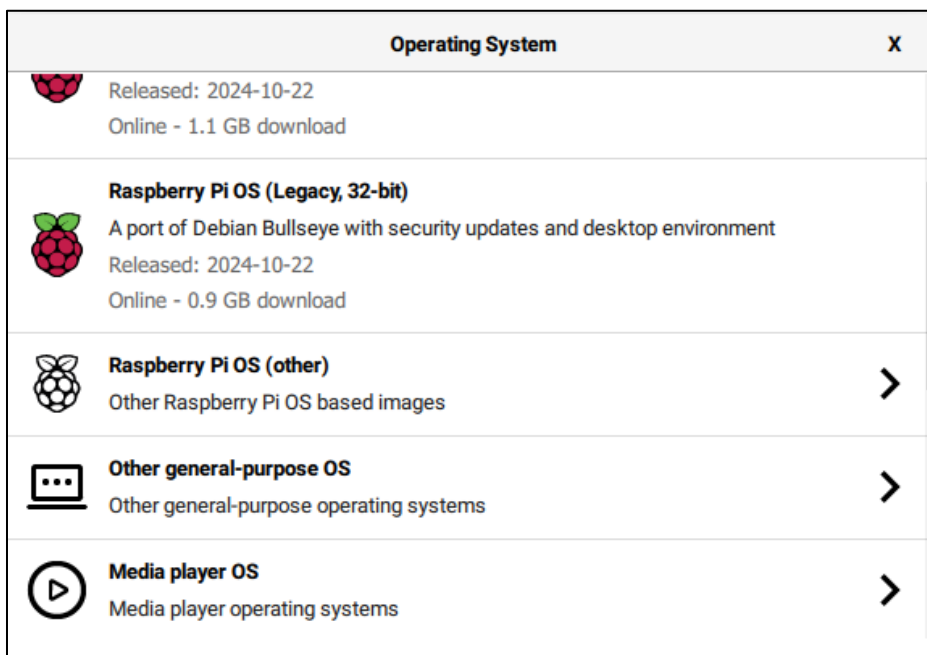 Operating System
X
Released: 2024-10-22
Online - 1.1 GB download
Raspberry Pi OS (Legacy, 32-bit)
A port of Debian Bullseye with security updates and desktop environment
Released: 2024-10-22
Online - 0.9 GB download
Raspberry Pi OS (other)
Other Raspberry Pi OS based images
Other general-purpose OS
Other general-purpose operating systems
Media player OS
Media player operating systems